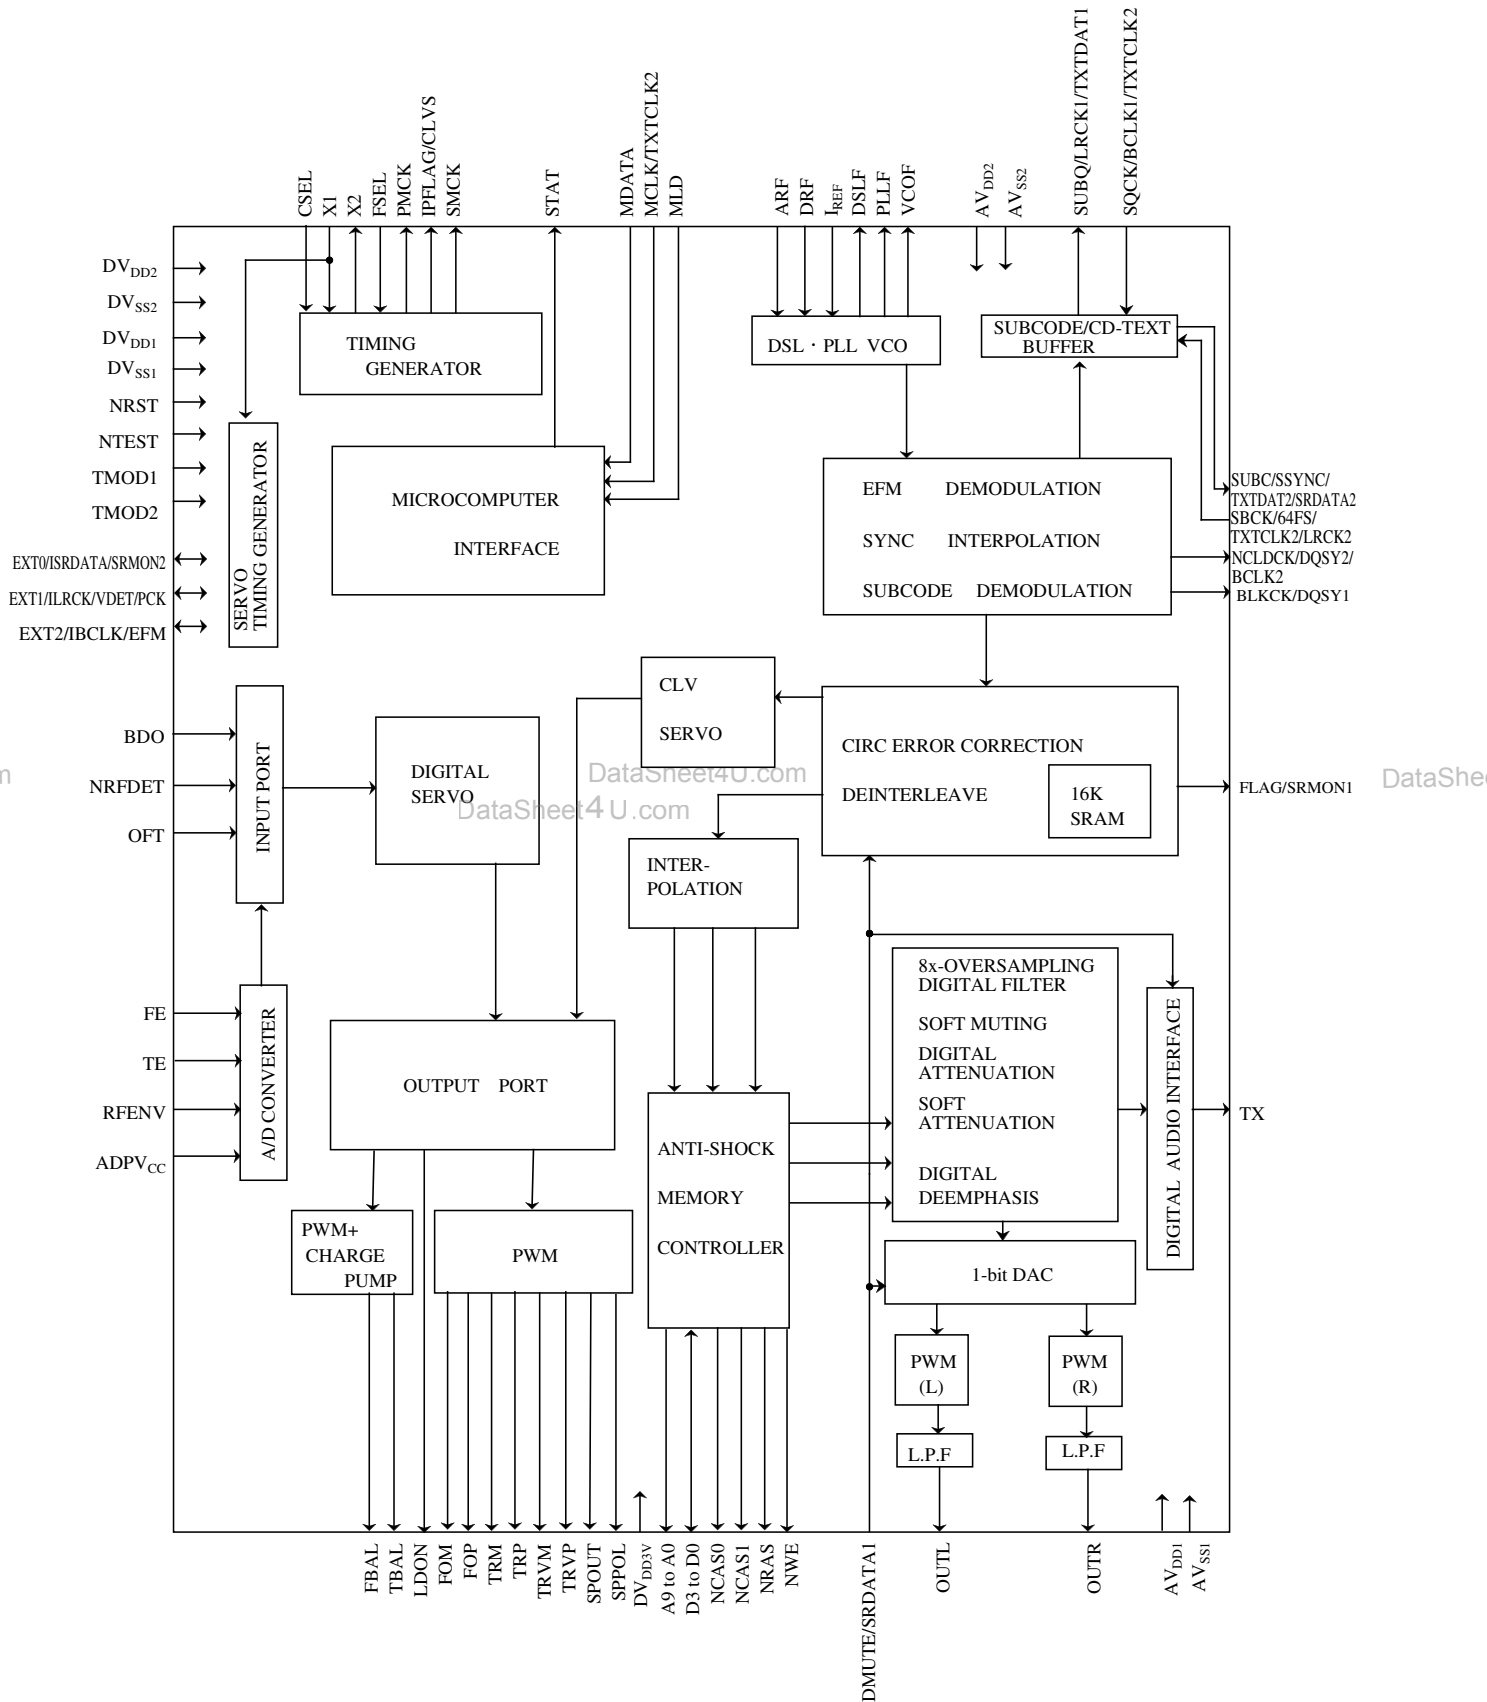 SUBQ/LRCK1/TXTDAT1
SQCK/BCLK1/TXTCLK2
CSEL
X1
X2
FSEL
PMCK
IPFLAG/CLVS
SMCK
STAT
MDATA
MCLK/TXTCLK2
MLD
ARF
DRF
IREF
DSLF
PLLF
VCOF
AVDD2
AVSS2
DVDD2
DVSS2
DVDD1
DVSS1
NRST
NTEST
TMOD1
TMOD2
EXT0/ISRDATA/SRMON2
EXT1/ILRCK/VDET/PCK
EXT2/IBCLK/EFM
TIMING
GENERATOR
DSL · PLL VCO
SUBCODE/CD-TEXT
BUFFER
SERVO
TIMING GENERATOR
MICROCOMPUTER
INTERFACE
EFM DEMODULATION
SYNC INTERPOLATION
SUBCODE DEMODULATION
SUBC/SSYNC/
TXTDAT2/SRDATA2
SBCK/64FS/
TXTCLK2/LRCK2
NCLDCK/DQSY2/
BCLK2
BLKCK/DQSY1
BDO
NRFDET
OFT
INPUT PORT
DIGITAL
SERVO
CLV
SERVO
CIRC ERROR CORRECTION
DEINTERLEAVE
16K
SRAM
FLAG/SRMON1
m
DataSheet4U.com
DataSheet4U.com
DataShee
INTER-
POLATION
FE
TE
RFENV
ADPVCC
A/D CONVERTER
OUTPUT PORT
ANTI-SHOCK
MEMORY
CONTROLLER
8x-OVERSAMPLING
DIGITAL FILTER
SOFT MUTING
DIGITAL
ATTENUATION
SOFT
ATTENUATION
DIGITAL
DEEMPHASIS
DIGITAL AUDIO INTERFACE
TX
PWM+
CHARGE
PUMP
PWM
1-bit DAC
PWM
(L)
PWM
(R)
L.P.F
L.P.F
FBAL
TBAL
LDON
FOM
FOP
TRM
TRP
TRVM
TRVP
SPOUT
SPPOL
DVDD3V
A9 to A0
D3 to D0
NCAS0
NCAS1
NRAS
NWE
DMUTE/SRDATA1
OUTL
OUTR
AVDD1
AVSS1